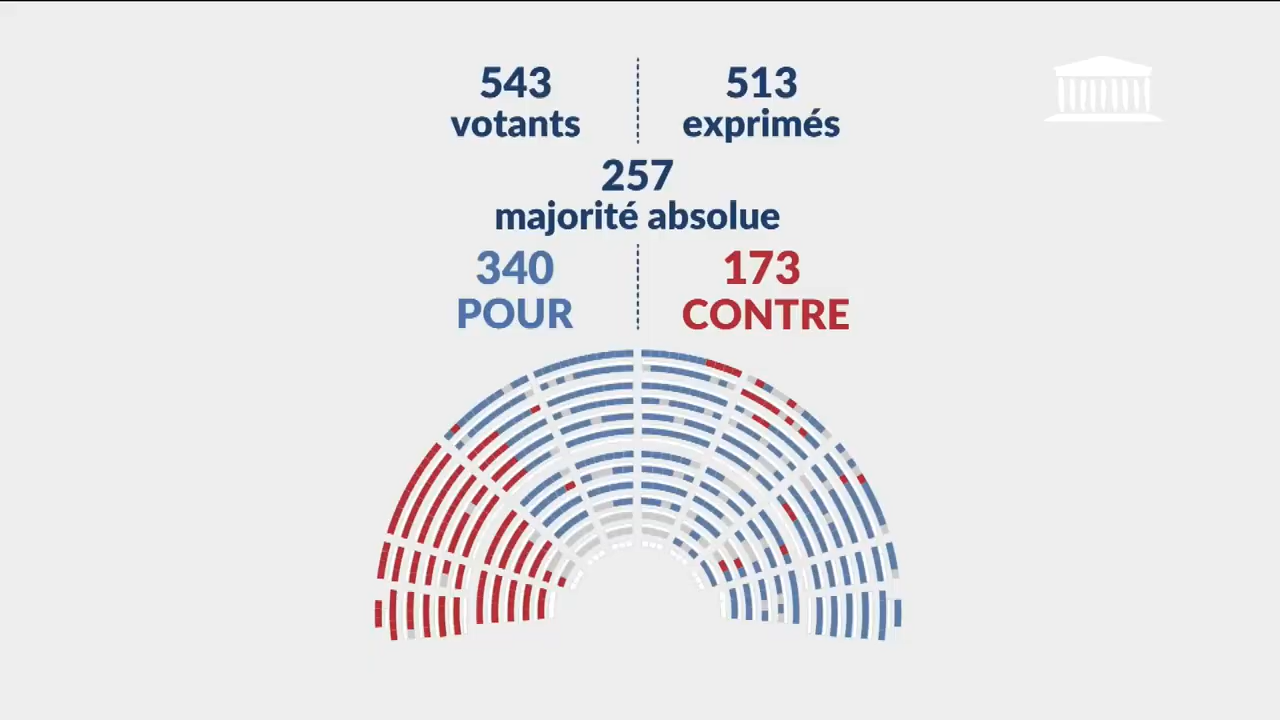 543
votants
513
exprimés
257
majorité absolue
340
POUR
173
CONTRE